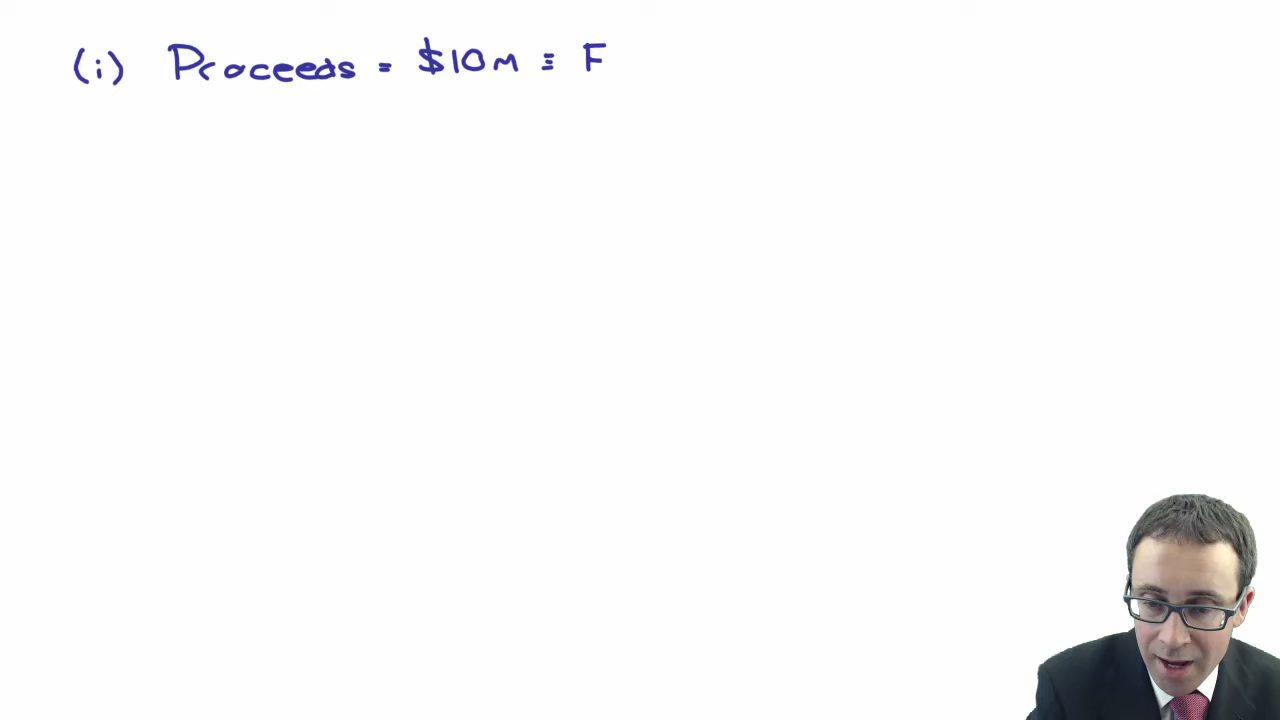 (i) Proceeds = $10m ≡ F